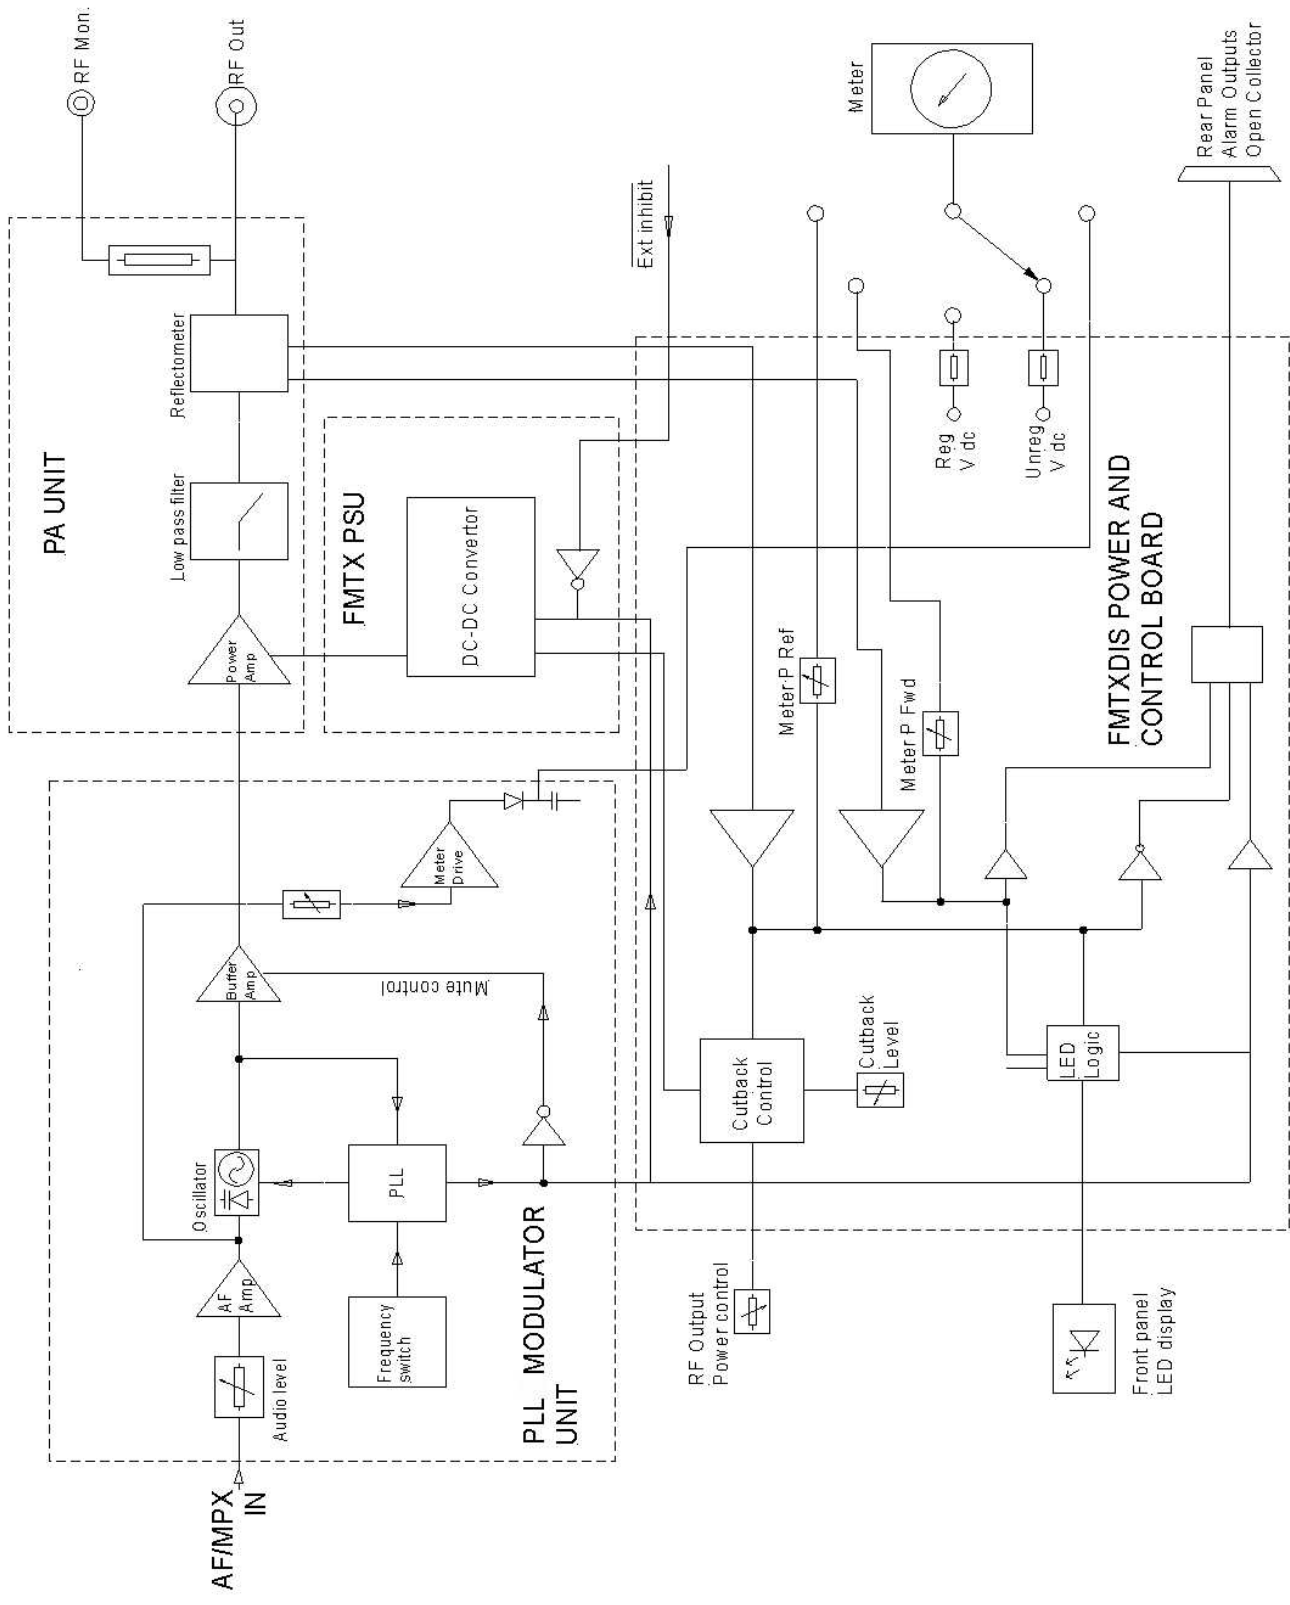 RF Mon.
RF Out
PA UNIT
Reflectometer
Low pass filter
Power
Amp
FMTX PSU
DC-DC Convertor
Ext inhibit
Meter
Rear Panel
Alarm Outputs
Open Collector
Reg
V dc
Unreg
V dc
FMTXDIS POWER AND
CONTROL BOARD
Meter P Ref
Meter P Fwd
Meter
Drive
Buffer
Amp
Mute control
Oscillator
PLL
AF
Amp
Frequency
switch
Audio level
PLL MODULATOR
UNIT
AF/MPX
IN
Cutback
Control
Cutback
Level
LED
Logic
RF Output
Power control
Front panel
LED display